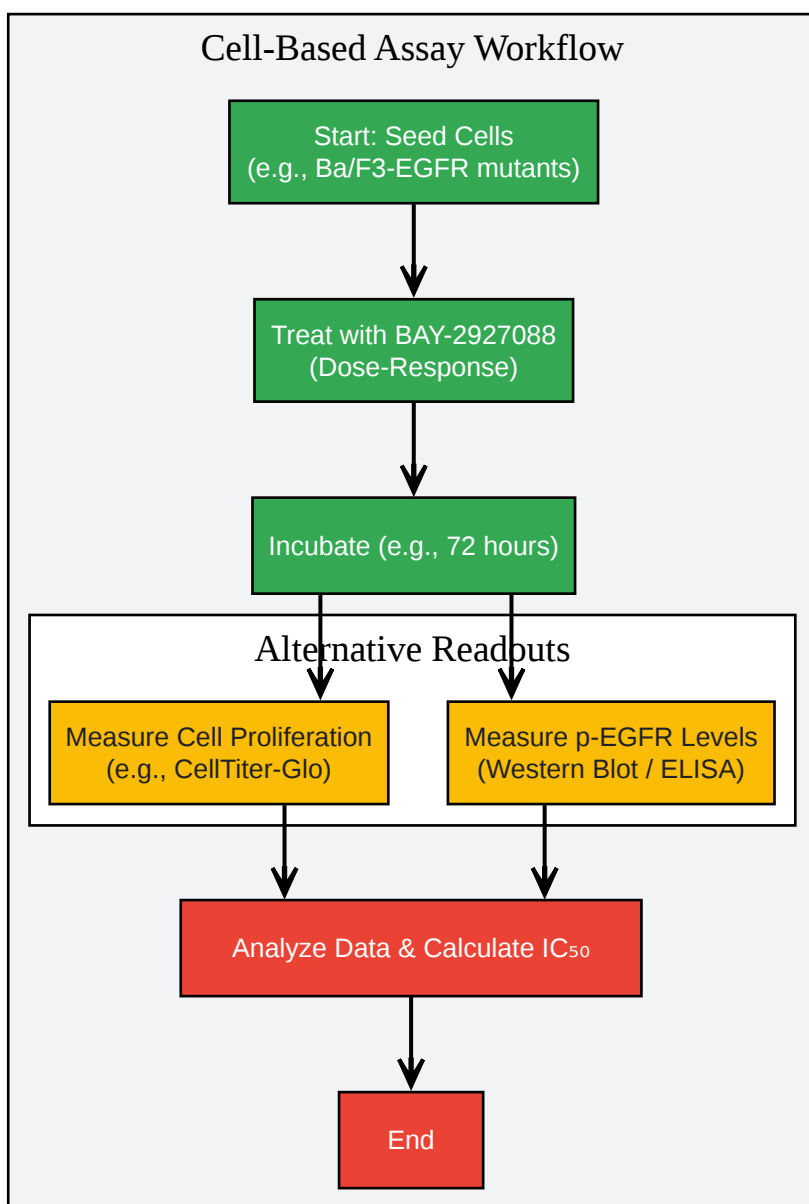 Cell-Based Assay Workflow
Start: Seed Cells
(e.g., Ba/F3-EGFR mutants)
Treat with BAY-2927088
(Dose-Response)
Incubate (e.g., 72 hours)
Alternative Readouts
Measure Cell Proliferation
(e.g., CellTiter-Glo)
Measure p-EGFR Levels
(Western Blot / ELISA)
Analyze Data & Calculate IC₅₀
End